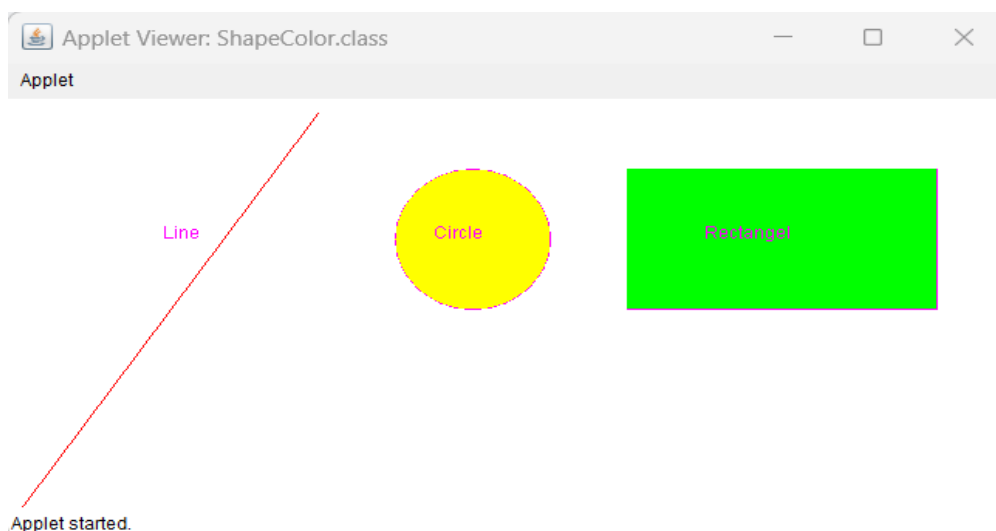 Applet Viewer: ShapeColor.class
Applet
Line
Circle
Rectangel
Applet started.